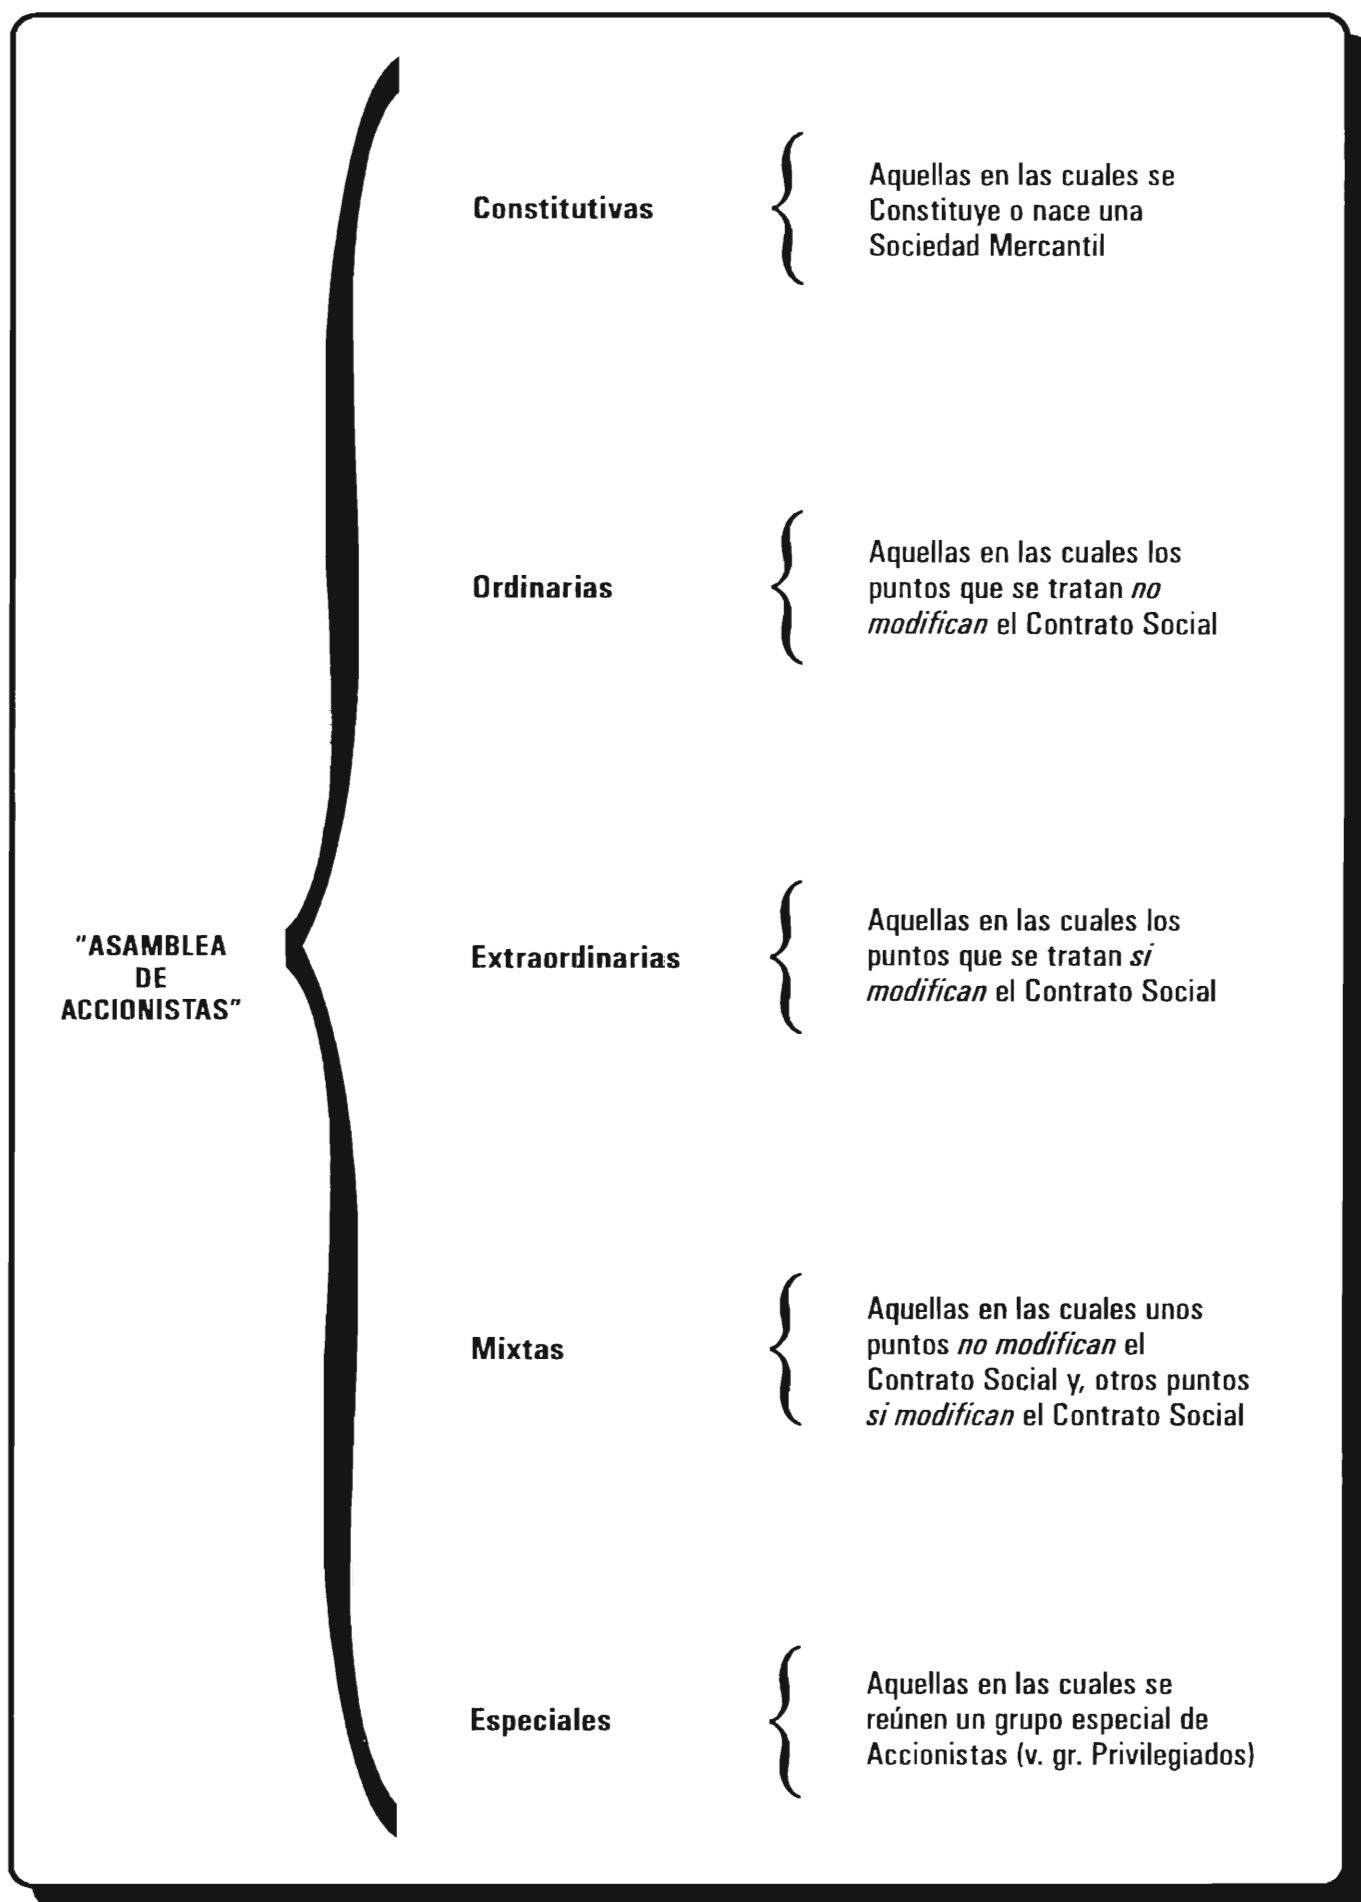 "ASAMBLEA
DE
ACCIONISTAS"
Constitutivas
Aquellas en las cuales se
Constituye o nace una
Sociedad Mercantil
Ordinarias
Aquellas en las cuales los
puntos que se tratan no
modifican el Contrato Social
Extraordinarias
Aquellas en las cuales los
puntos que se tratan si
modifican el Contrato Social
Mixtas
Aquellas en las cuales unos
puntos no modifican el
Contrato Social y, otros puntos
si modifican el Contrato Social
Especiales
Aquellas en las cuales se
reúnen un grupo especial de
Accionistas (v. gr. Privilegiados)